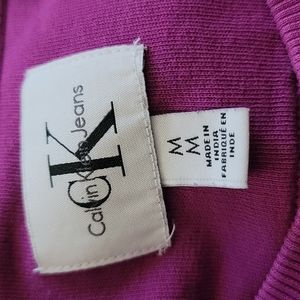 CK
Calvin Klein Jeans
M
M
MADE IN
INDIA
FABRIQUÉ EN
INDE